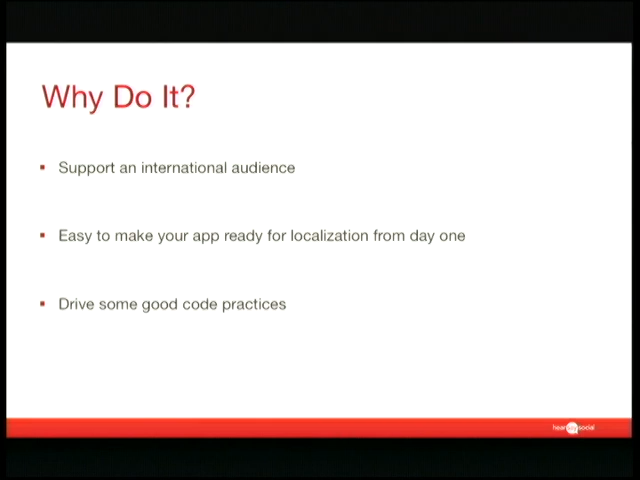 Why Do It?
Support an international audience
Easy to make your app ready for localization from day one
Drive some good code practices
social